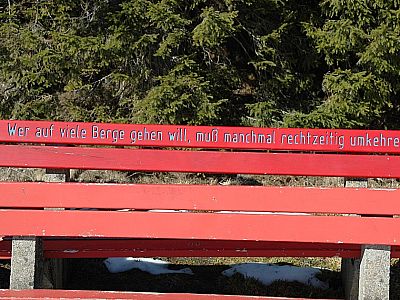 Wer auf viele Berge gehen will, muß manchmal rechtzeitig umkehre